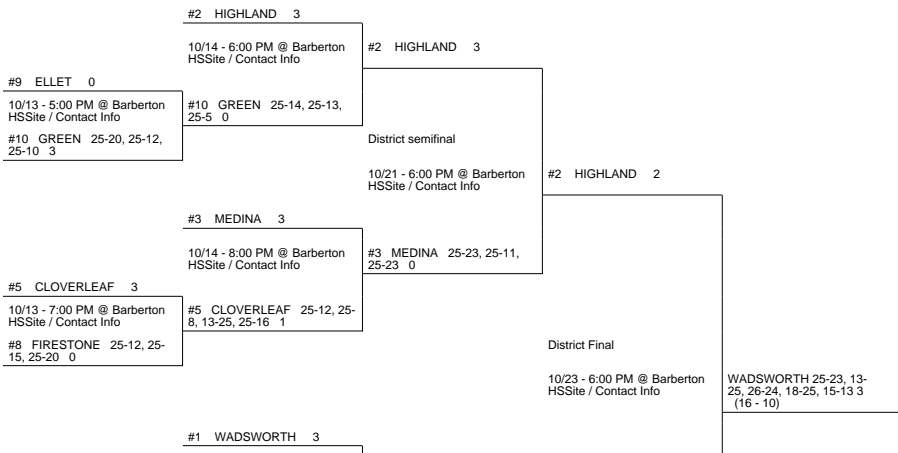 #2 HIGHLAND 3
10/14 - 6:00 PM @ Barberton
HSSite / Contact Info
#2 HIGHLAND 3
#9 ELLET 0
10/13 - 5:00 PM @ Barberton
HSSite / Contact Info
#10 GREEN 25-14, 25-13,
25-5 0
#10 GREEN 25-20, 25-12,
25-10 3
District semifinal
10/21 - 6:00 PM @ Barberton
HSSite / Contact Info
#2 HIGHLAND 2
#3 MEDINA 3
10/14 - 8:00 PM @ Barberton
HSSite / Contact Info
#3 MEDINA 25-23, 25-11,
25-23 0
#5 CLOVERLEAF 3
10/13 - 7:00 PM @ Barberton
HSSite / Contact Info
#5 CLOVERLEAF 25-12, 25-
8, 13-25, 25-16 1
#8 FIRESTONE 25-12, 25-
15, 25-20 0
District Final
10/23 - 6:00 PM @ Barberton
HSSite / Contact Info
WADSWORTH 25-23, 13-
25, 26-24, 18-25, 15-13 3
(16 - 10)
#1 WADSWORTH 3